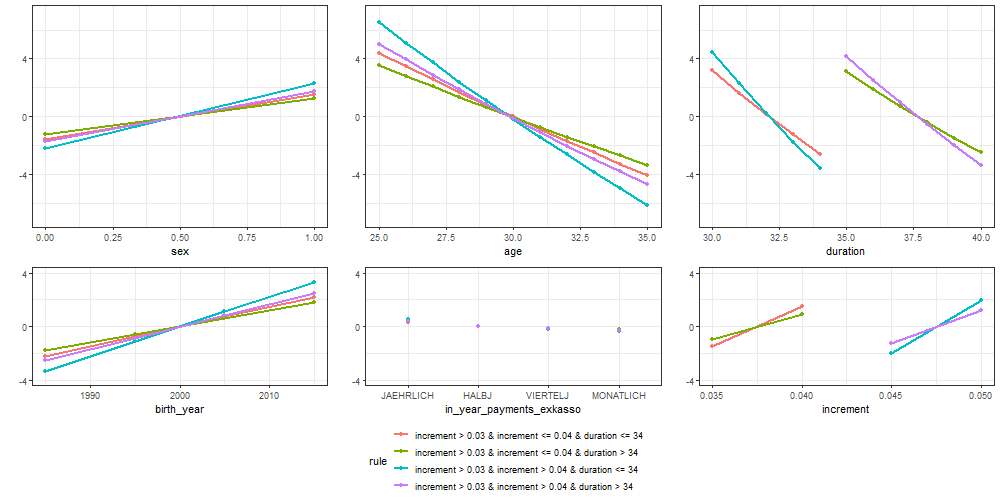 4
0
-4
0.00 0.25 0.50 0.75 1.00
sex
25.0 27.5 30.0 32.5 35.0
age
4
0
-4
30.0 32.5 35.0 37.5 40.0
duration
4
0
-4
4
0
-4
1990 2000 2010
birth_year
4
0
-4
JAEHRLICH HALBJ VIERTELJ MONATLICH
in_year_payments_exkasso
4
0
-4
0.035 0.040 0.045 0.050
increment
4
0
-4
rule
increment > 0.03 & increment <= 0.04 & duration <= 34
increment > 0.03 & increment <= 0.04 & duration > 34
increment > 0.03 & increment > 0.04 & duration <= 34
increment > 0.03 & increment > 0.04 & duration > 34